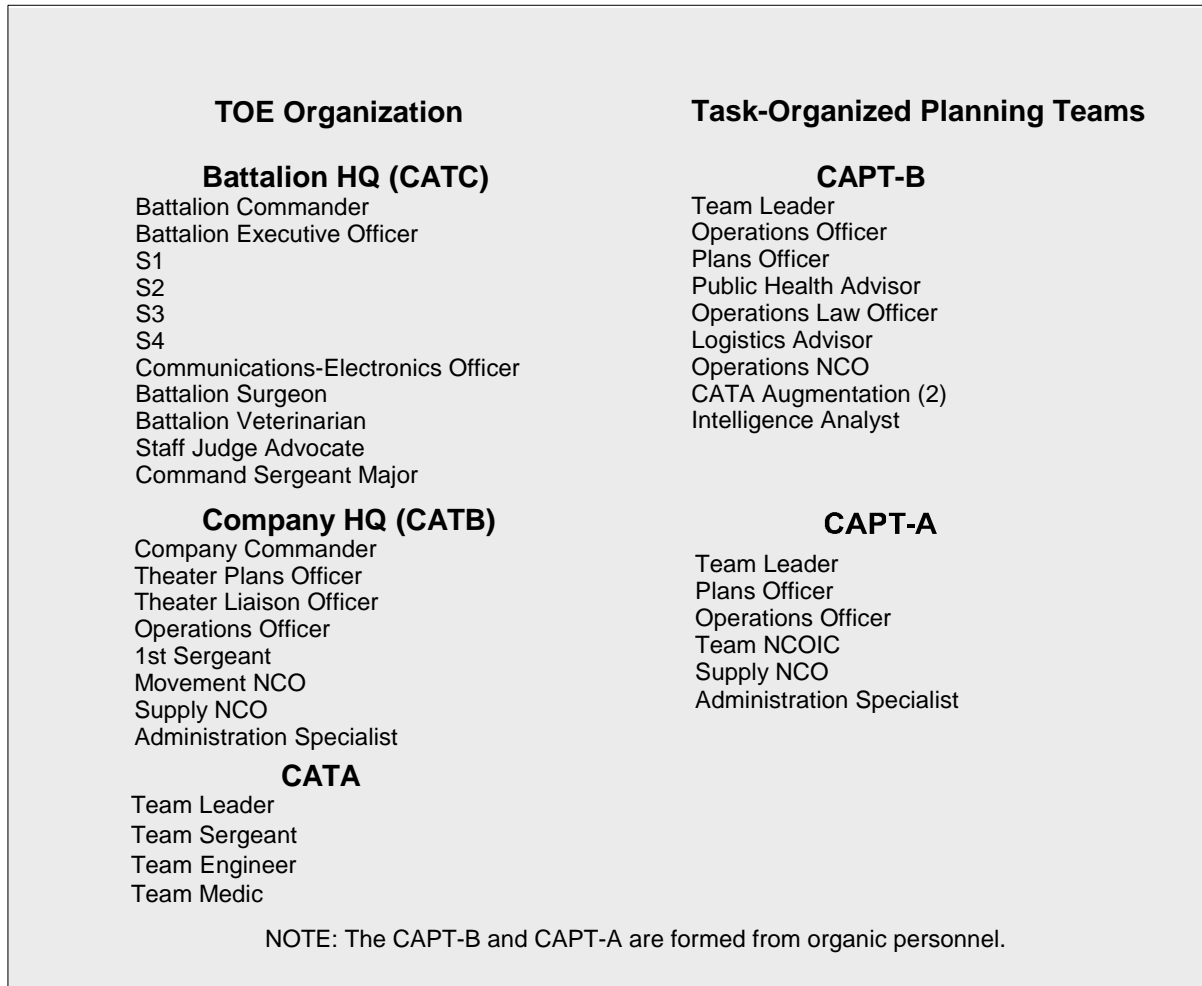 TOE Organization
Battalion HQ (CATC)
Battalion Commander
Battalion Executive Officer
S1
S2
S3
S4
Communications-Electronics Officer
Battalion Surgeon
Battalion Veterinarian
Staff Judge Advocate
Command Sergeant Major
Company HQ (CATB)
Company Commander
Theater Plans Officer
Theater Liaison Officer
Operations Officer
1st Sergeant
Movement NCO
Supply NCO
Administration Specialist
CATA
Team Leader
Team Sergeant
Team Engineer
Team Medic
Task-Organized Planning Teams
CAPT-B
Team Leader
Operations Officer
Plans Officer
Public Health Advisor
Operations Law Officer
Logistics Advisor
Operations NCO
CATA Augmentation (2)
Intelligence Analyst
CAPT-A
Team Leader
Plans Officer
Operations Officer
Team NCOIC
Supply NCO
Administration Specialist
NOTE: The CAPT-B and CAPT-A are formed from organic personnel.